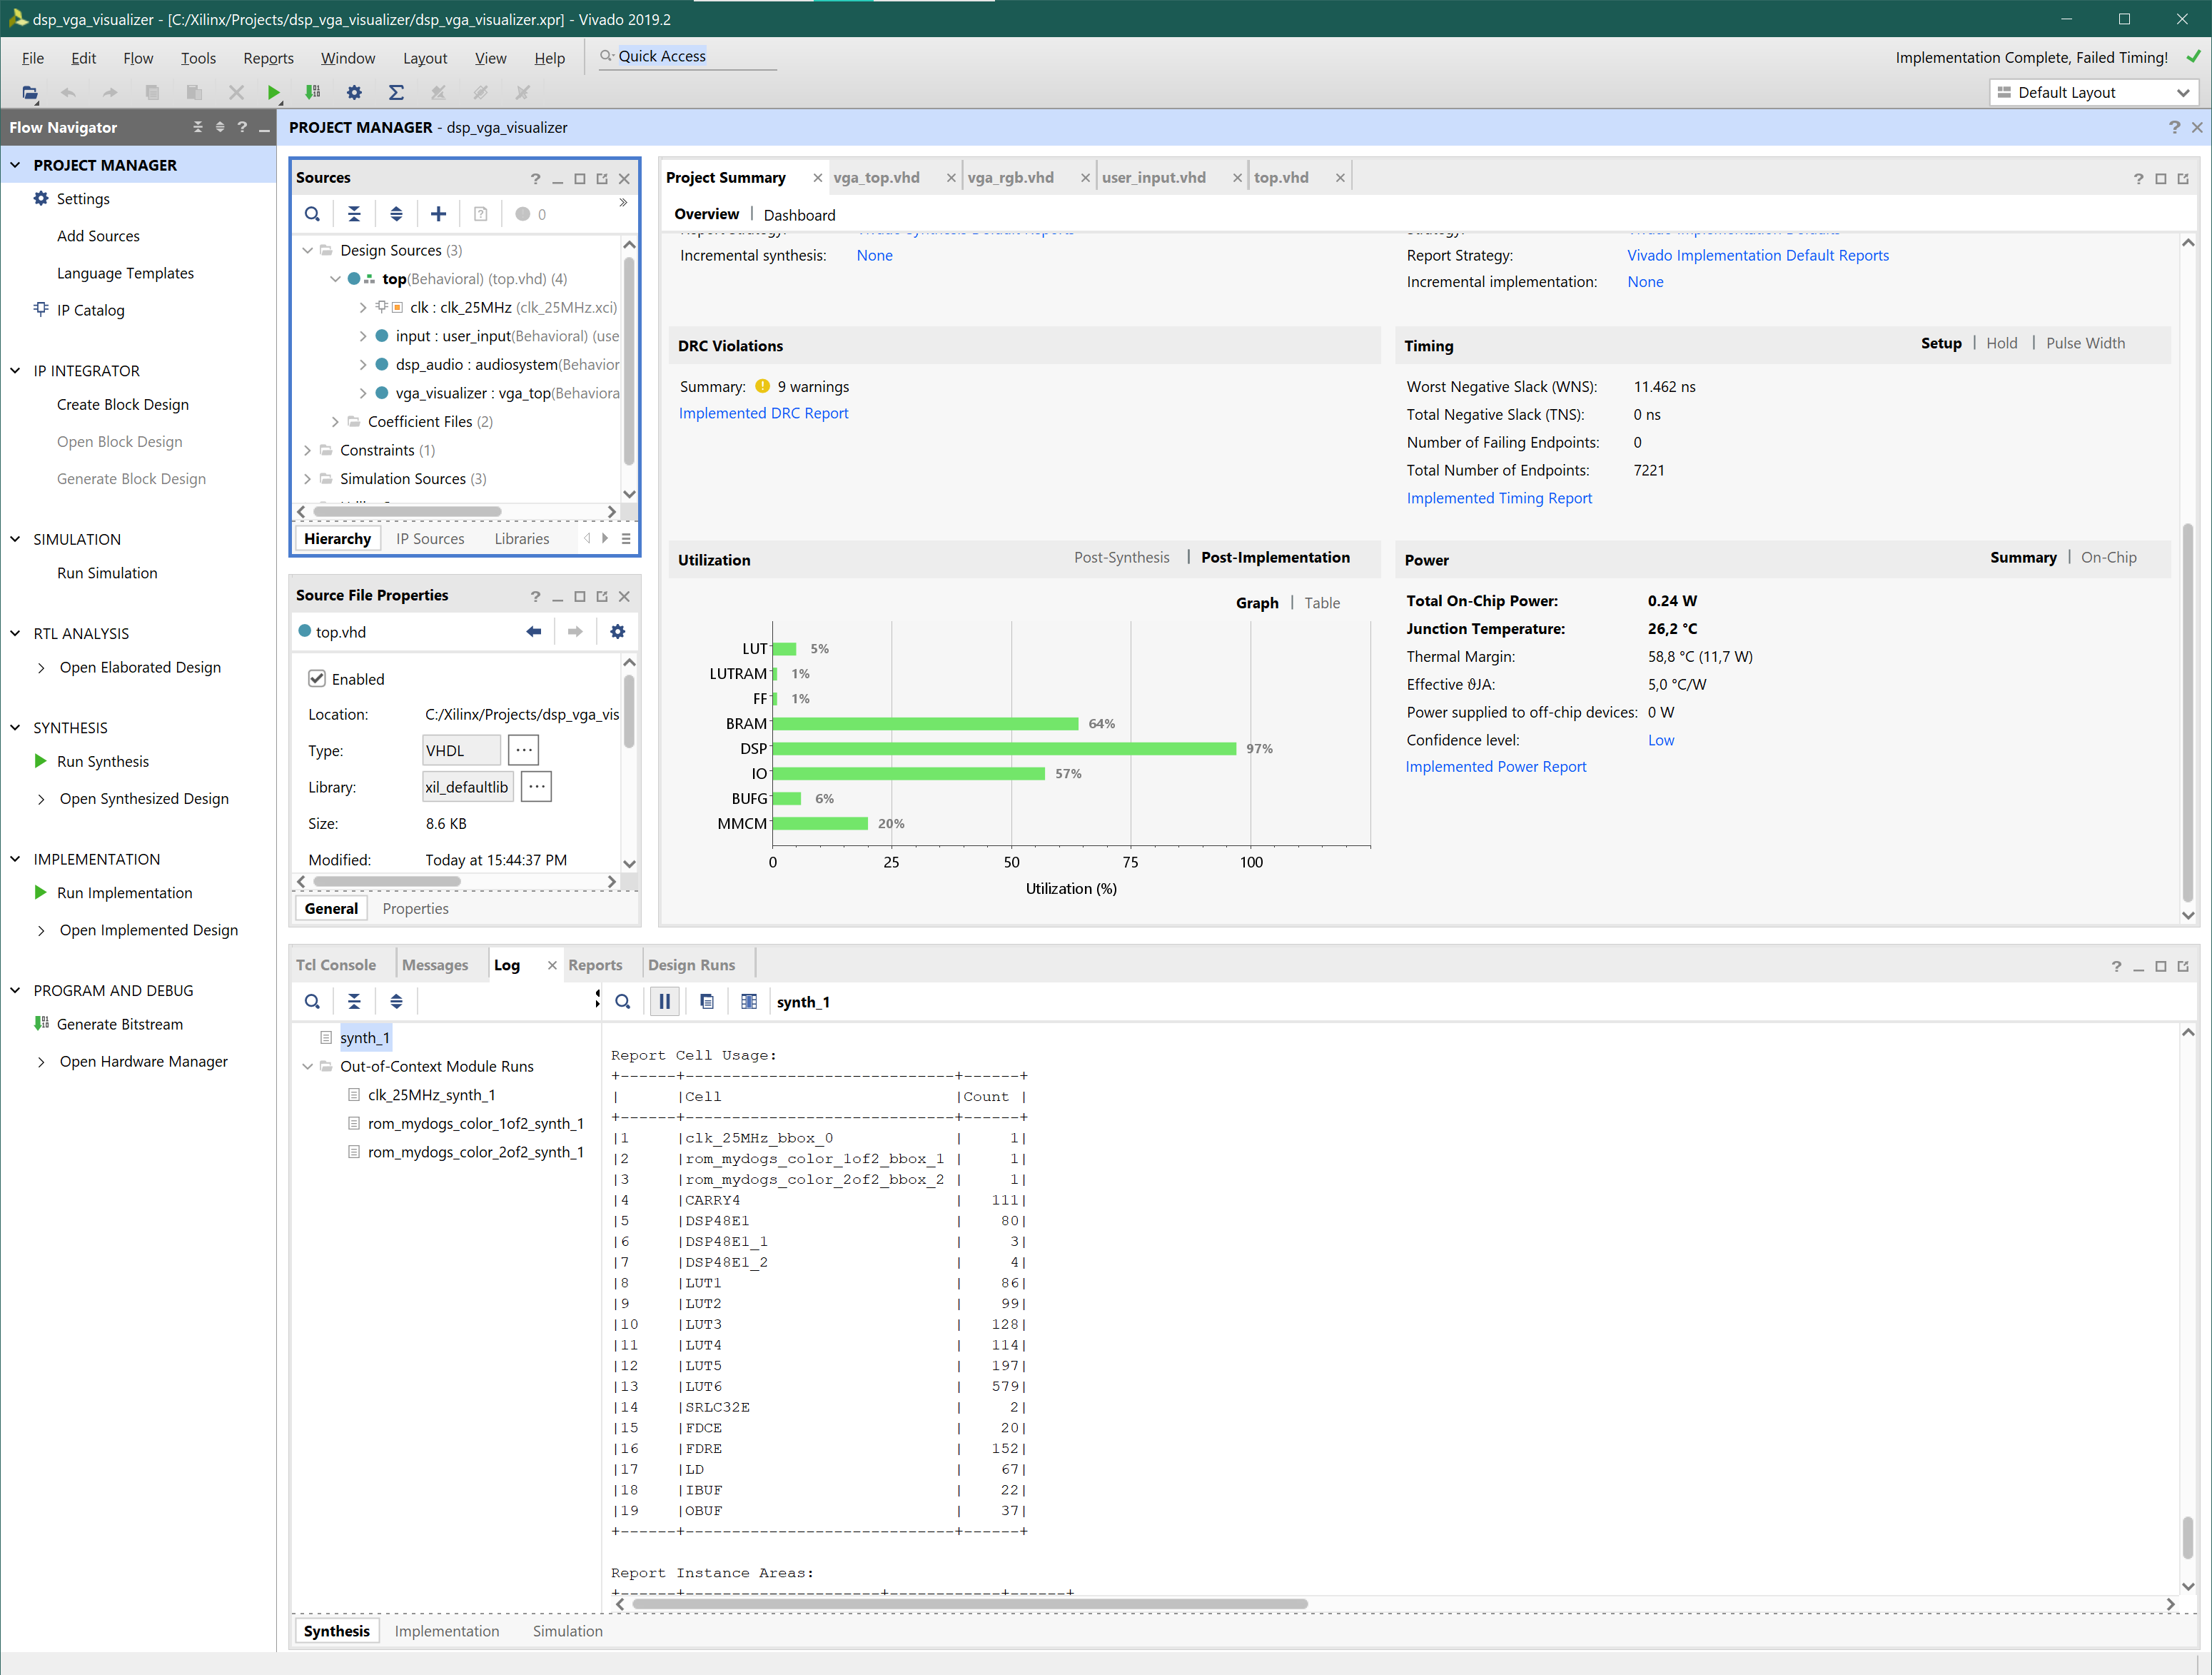 dsp_vga_visualizer - [C:/Xilinx/Projects/dsp_vga_visualizer/dsp_vga_visualizer.xpr] - Vivado 2019.2
File Edit Flow Tools Reports Window Layout View Help Quick Access
Implementation Complete, Failed Timing!
Default Layout
Flow Navigator
PROJECT MANAGER
Settings
Add Sources
Language Templates
IP Catalog
IP INTEGRATOR
Create Block Design
Open Block Design
Generate Block Design
SIMULATION
Run Simulation
RTL ANALYSIS
Open Elaborated Design
SYNTHESIS
Run Synthesis
Open Synthesized Design
IMPLEMENTATION
Run Implementation
Open Implemented Design
PROGRAM AND DEBUG
Generate Bitstream
Open Hardware Manager
PROJECT MANAGER - dsp_vga_visualizer
Sources
0
Design Sources (3)
top(Behavioral) (top.vhd) (4)
clk : clk_25MHz (clk_25MHz.xci)
input : user_input(Behavioral) (use
dsp_audio : audiosystem(Behavior
vga_visualizer : vga_top(Behaviora
Coefficient Files (2)
Constraints (1)
Simulation Sources (3)
Hierarchy IP Sources Libraries
Source File Properties
top.vhd
Enabled
Location: C:/Xilinx/Projects/dsp_vga_vis
Type: VHDL
Library: xil_defaultlib
Size: 8.6 KB
Modified: Today at 15:44:37 PM
General Properties
Project Summary vga_top.vhd vga_rgb.vhd user_input.vhd top.vhd
Overview | Dashboard
Report Strategy: Vivado Synthesis Default Reports
Incremental synthesis: None
Strategy: Vivado Implementation Defaults
Report Strategy: Vivado Implementation Default Reports
Incremental implementation: None
DRC Violations
Summary: 9 warnings
Implemented DRC Report
Timing
Setup | Hold | Pulse Width
Worst Negative Slack (WNS): 11.462 ns
Total Negative Slack (TNS): 0 ns
Number of Failing Endpoints: 0
Total Number of Endpoints: 7221
Implemented Timing Report
Utilization
Post-Synthesis | Post-Implementation
Graph | Table
LUT 5%
LUTRAM 1%
FF 1%
BRAM 64%
DSP 97%
IO 57%
BUFG 6%
MMCM 20%
0 25 50 75 100
Utilization (%)
Power
Summary | On-Chip
Total On-Chip Power: 0.24 W
Junction Temperature: 26,2 °C
Thermal Margin: 58,8 °C (11,7 W)
Effective ϑJA: 5,0 °C/W
Power supplied to off-chip devices: 0 W
Confidence level: Low
Implemented Power Report
Tcl Console Messages Log Reports Design Runs
synth_1
Out-of-Context Module Runs
clk_25MHz_synth_1
rom_mydogs_color_1of2_synth_1
rom_mydogs_color_2of2_synth_1
synth_1
Report Cell Usage:
+------+-----------------------------+------+
| |Cell |Count |
+------+-----------------------------+------+
|1 |clk_25MHz_bbox_0 | 1|
|2 |rom_mydogs_color_1of2_bbox_1 | 1|
|3 |rom_mydogs_color_2of2_bbox_2 | 1|
|4 |CARRY4 | 111|
|5 |DSP48E1 | 80|
|6 |DSP48E1_1 | 3|
|7 |DSP48E1_2 | 4|
|8 |LUT1 | 86|
|9 |LUT2 | 99|
|10 |LUT3 | 128|
|11 |LUT4 | 114|
|12 |LUT5 | 197|
|13 |LUT6 | 579|
|14 |SRLC32E | 2|
|15 |FDCE | 20|
|16 |FDRE | 152|
|17 |LD | 67|
|18 |IBUF | 22|
|19 |OBUF | 37|
+------+-----------------------------+------+
Report Instance Areas:
+------+---------------------+------------+------+
Synthesis Implementation Simulation